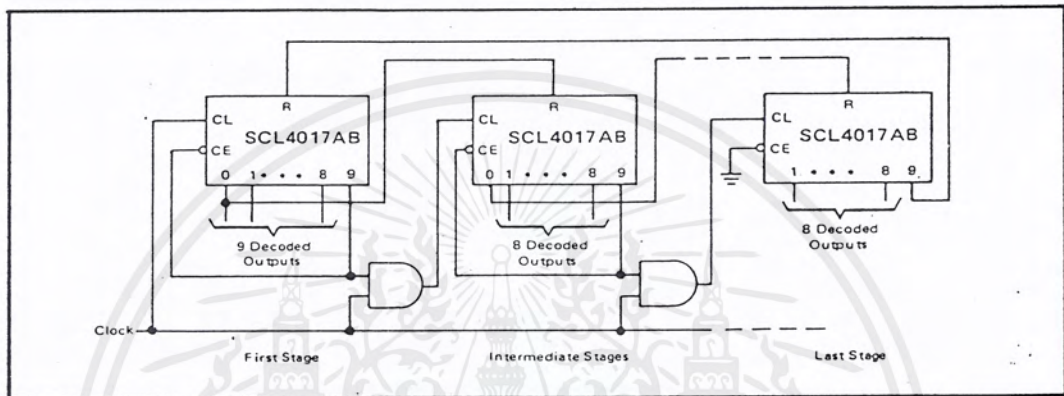 R
CL
SCL4017AB
CE
0 1 • • • 8 9
9 Decoded
Outputs
R
CL
SCL4017AB
CE
0 1 • • • 8 9
8 Decoded
Outputs
R
CL
SCL4017AB
CE
1 • • • 8 9
8 Decoded
Outputs
Clock
First Stage
Intermediate Stages
Last Stage